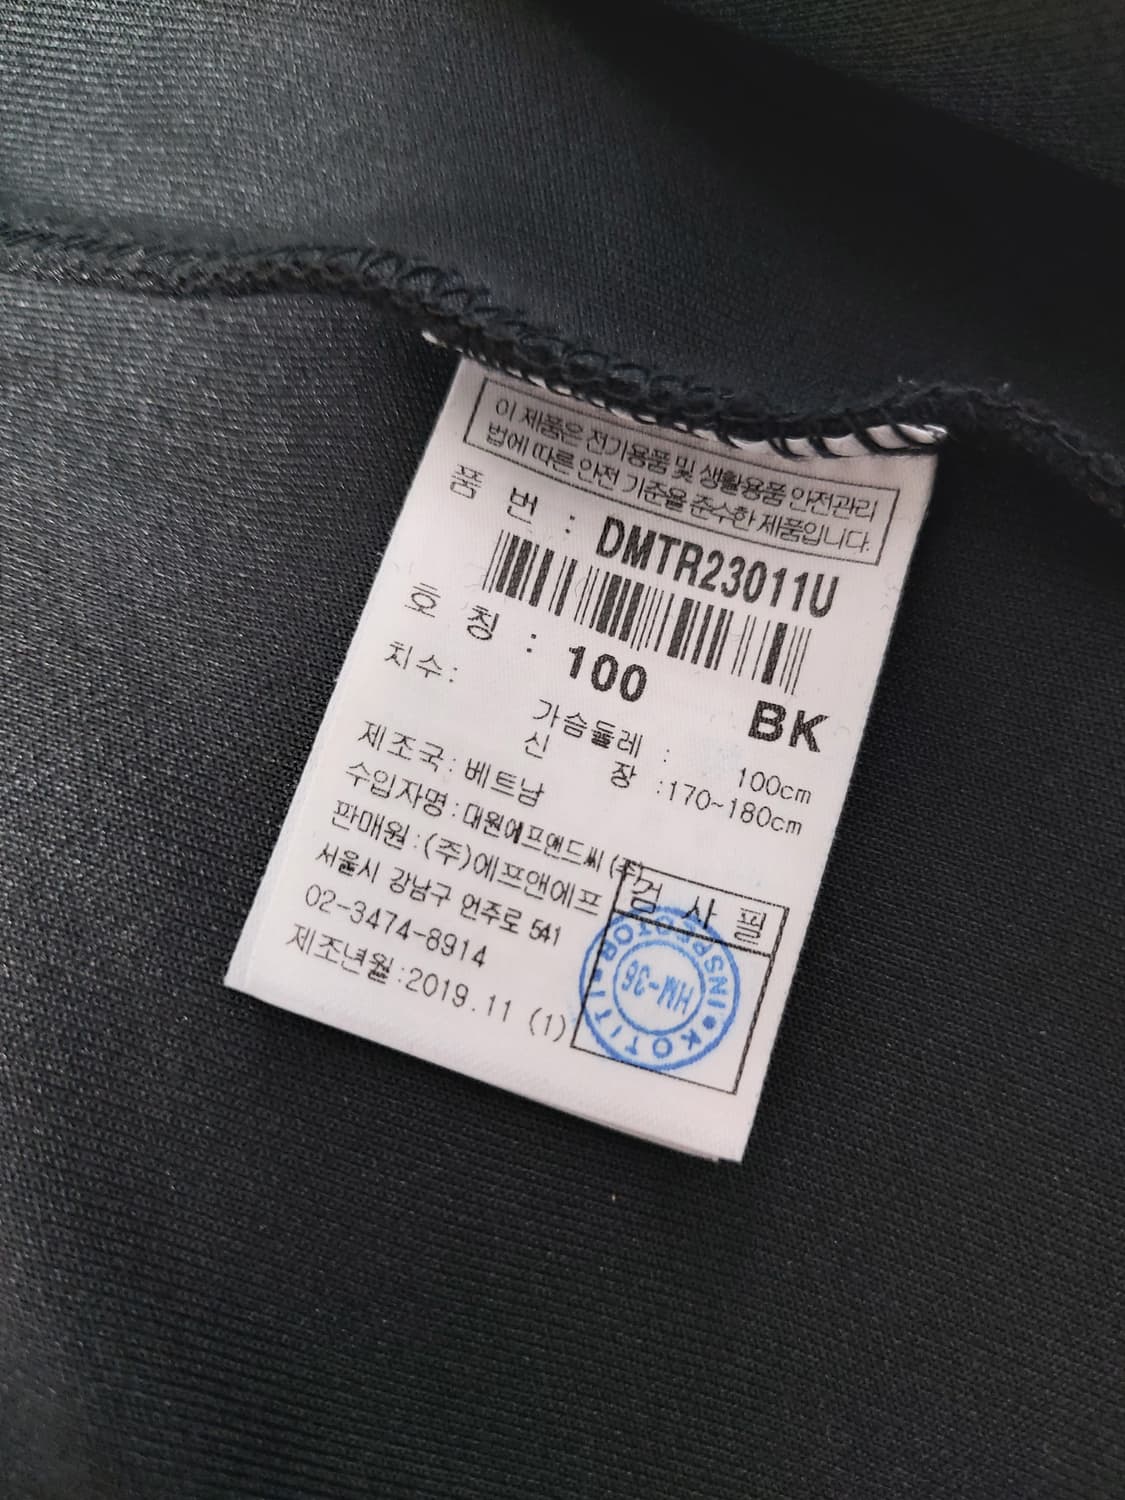 이 제품은 전기용품 및 생활용품 안전관리
법에 따른 안전 기준을 준수한 제품입니다.
품 번 : DMTR23011U
호 칭 : 100 BK
치수 :
가슴둘레 : 100cm
신 장 : 170~180cm
제조국 : 베트남
수입자명 : 대원에프앤드씨 (주)
판매원 : (주)에프앤에프
서울시 강남구 언주로 541
02-3474-8914
제조년월 : 2019.11 (1)
검 사 필
KOTITI INSPECTOR
HM-36